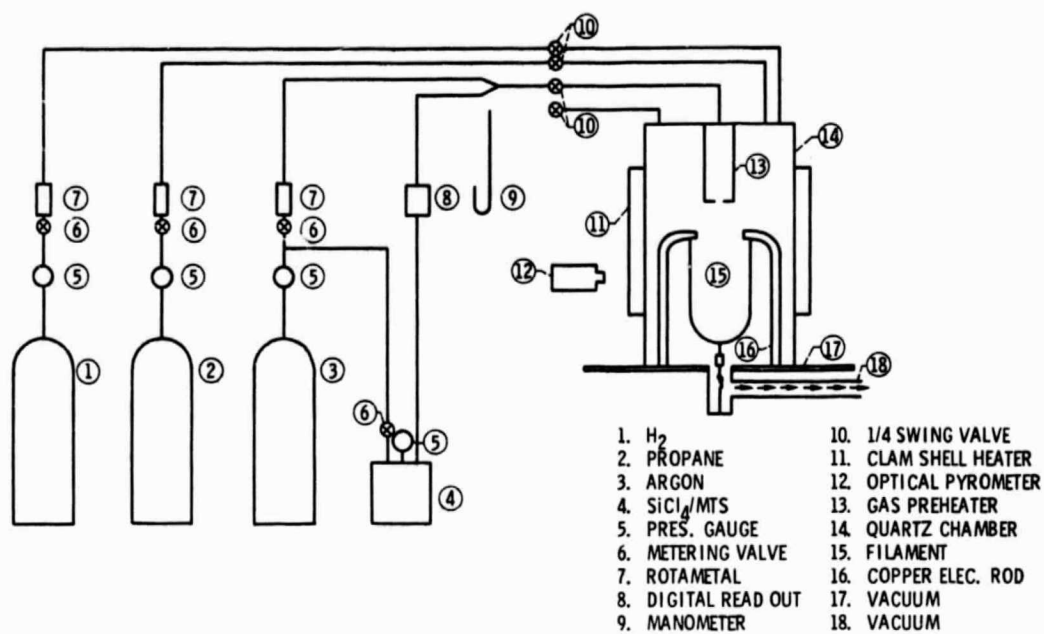 10
14
13
10
7 7 7 8 9
11
6 6 6
12
5 5 5 15
16 17
18
1 2 3
6
5
4
1. H2
2. PROPANE
3. ARGON
4. SiCl4/MTS
5. PRES. GAUGE
6. METERING VALVE
7. ROTAMETAL
8. DIGITAL READ OUT
9. MANOMETER
10. 1/4 SWING VALVE
11. CLAM SHELL HEATER
12. OPTICAL PYROMETER
13. GAS PREHEATER
14. QUARTZ CHAMBER
15. FILAMENT
16. COPPER ELEC. ROD
17. VACUUM
18. VACUUM